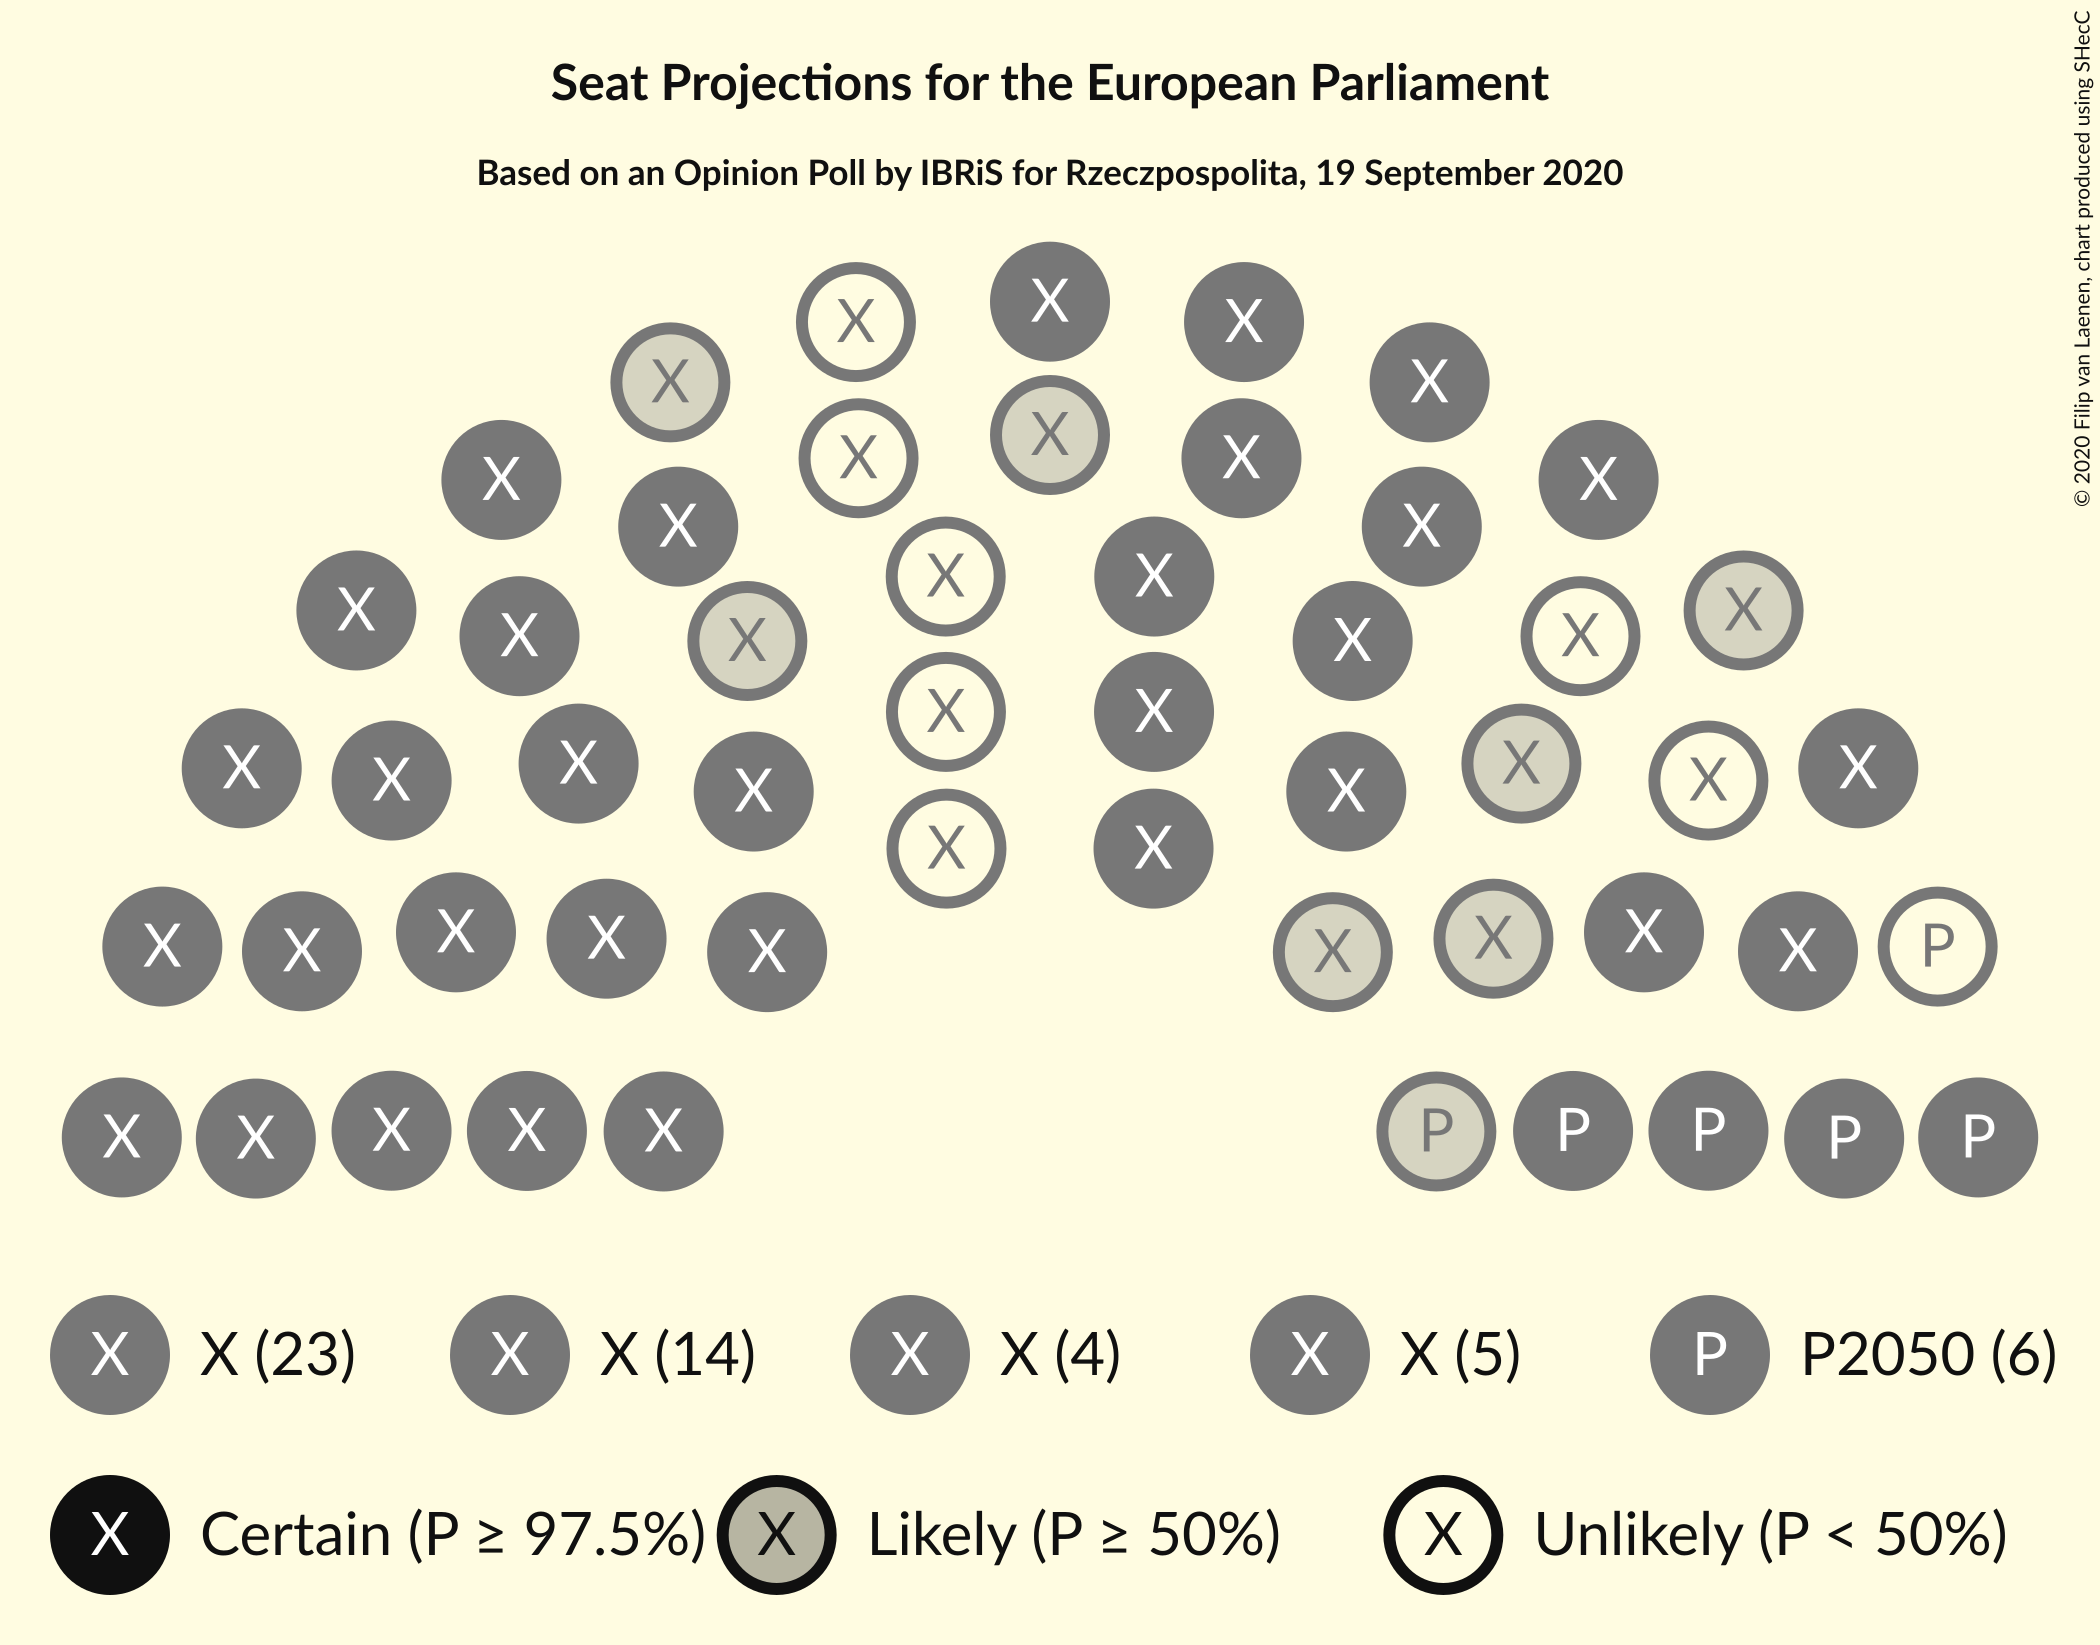 Seat Projections for the European Parliament
Based on an Opinion Poll by IBRiS for Rzeczpospolita, 19 September 2020
© 2020 Filip van Laenen, chart produced using SHecC
X X X
X X
X X X X X
X X X
X X
X X X X
X X X X
X X
X X X X X X
X X
X X X X X X X X X P
X X X X X P P P P P
X X (23) X X (14) X X (4) X X (5) P P2050 (6)
X Certain (P ≥ 97.5%) X Likely (P ≥ 50%) X Unlikely (P < 50%)